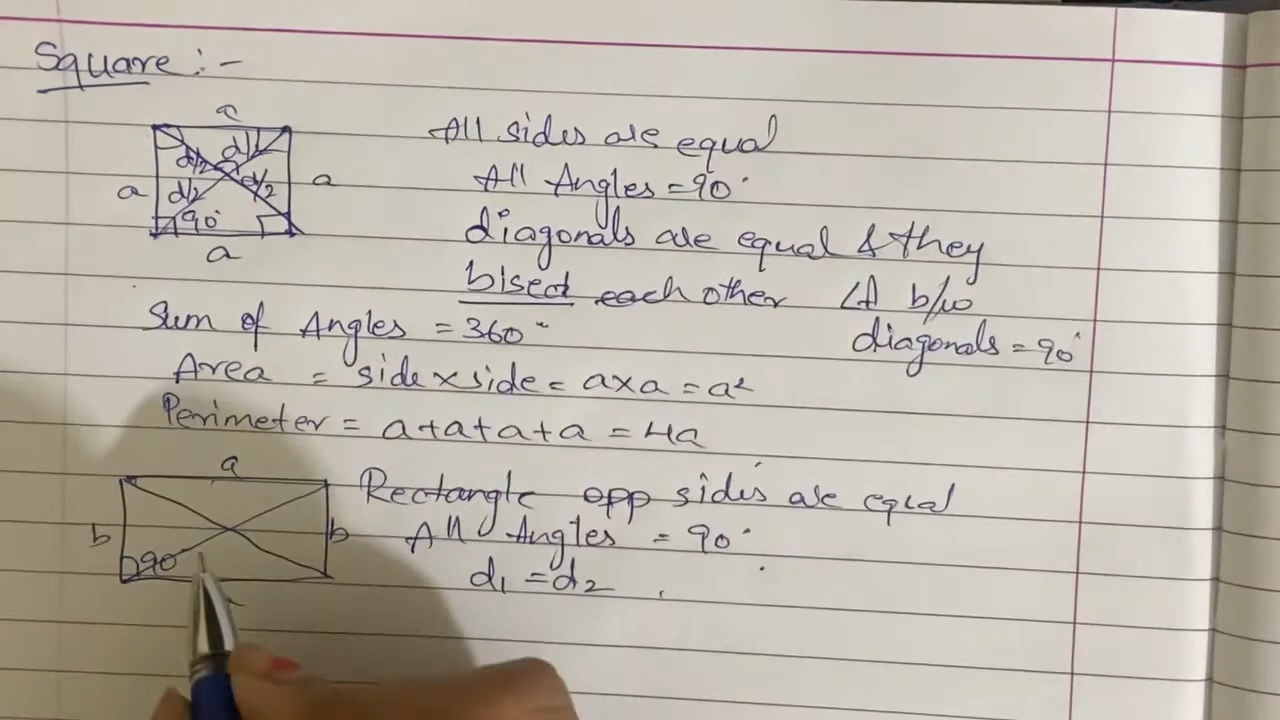 Square :-
a
d/2 d/2
a d/2 d/2 a
90°
a
All sides are equal
All Angles = 90°
diagonals are equal & they
bisect each other ∠A b/w
diagonals = 90°
Sum of Angles = 360°
Area = side × side = a×a = a²
Perimeter = a+a+a+a = 4a
a
b b
90°
Rectangle opp sides are equal
All Angles = 90°
d₁ = d₂